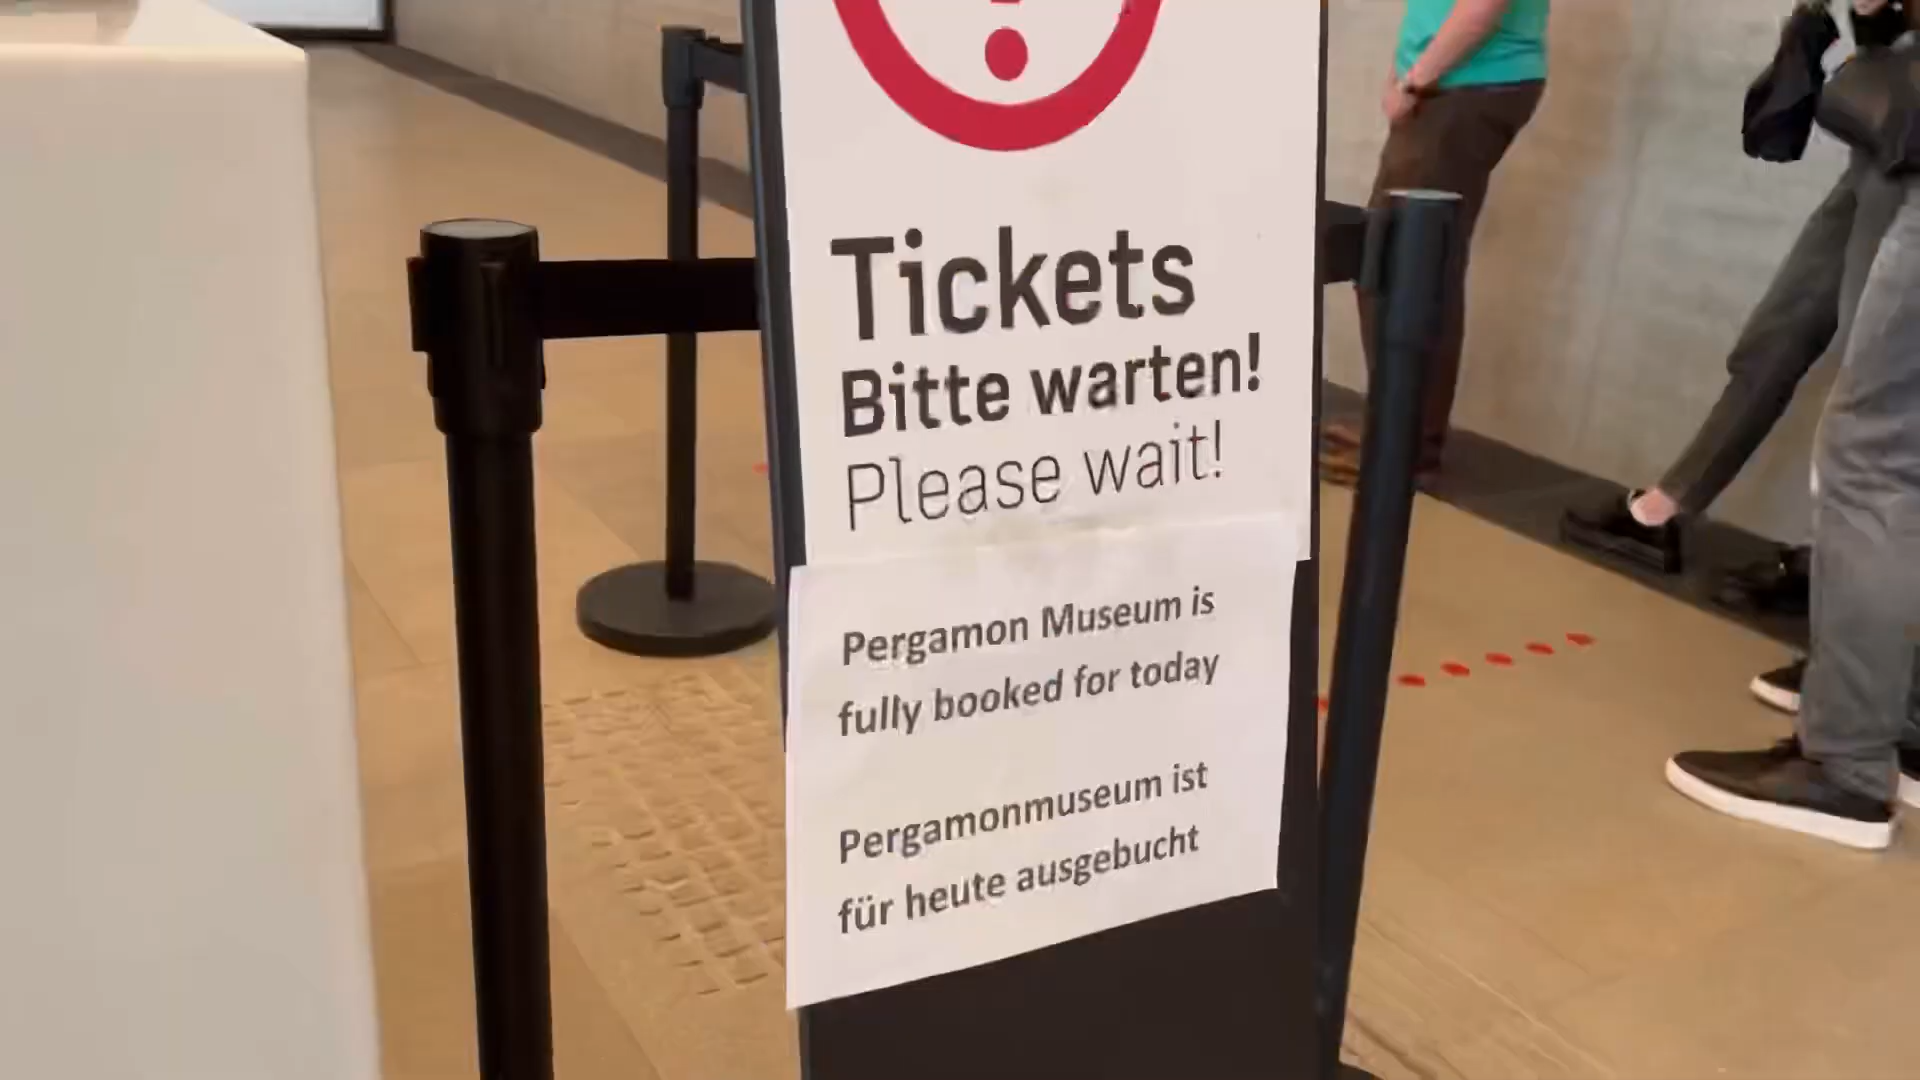 Tickets
Bitte warten!
Please wait!
Pergamon Museum is
fully booked for today
Pergamonmuseum ist
für heute ausgebucht